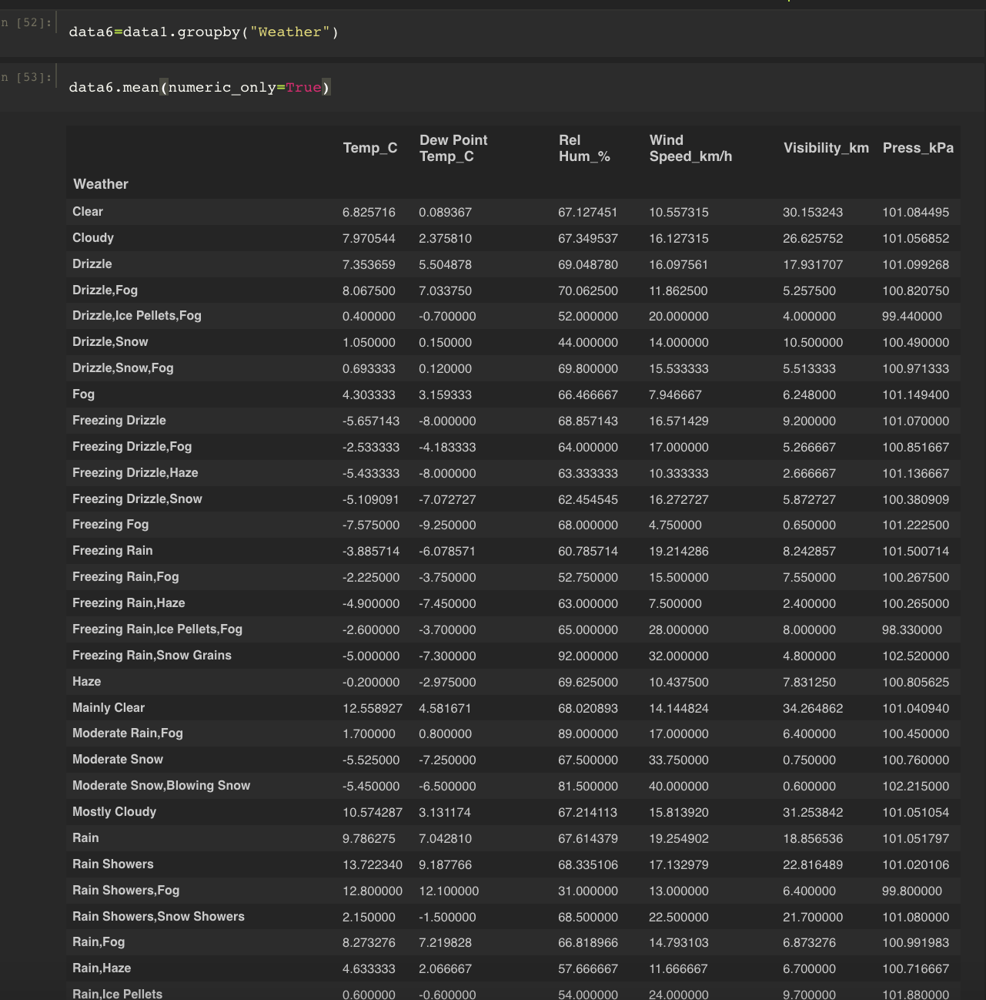 n [52]:
data6=data1.groupby("Weather")
n [53]:
data6.mean(numeric_only=True)
Temp_C Dew Point Temp_C Rel Hum_% Wind Speed_km/h Visibility_km Press_kPa
Weather
Clear 6.825716 0.089367 67.127451 10.557315 30.153243 101.084495
Cloudy 7.970544 2.375810 67.349537 16.127315 26.625752 101.056852
Drizzle 7.353659 5.504878 69.048780 16.097561 17.931707 101.099268
Drizzle,Fog 8.067500 7.033750 70.062500 11.862500 5.257500 100.820750
Drizzle,Ice Pellets,Fog 0.400000 -0.700000 52.000000 20.000000 4.000000 99.440000
Drizzle,Snow 1.050000 0.150000 44.000000 14.000000 10.500000 100.490000
Drizzle,Snow,Fog 0.693333 0.120000 69.800000 15.533333 5.513333 100.971333
Fog 4.303333 3.159333 66.466667 7.946667 6.248000 101.149400
Freezing Drizzle -5.657143 -8.000000 68.857143 16.571429 9.200000 101.070000
Freezing Drizzle,Fog -2.533333 -4.183333 64.000000 17.000000 5.266667 100.851667
Freezing Drizzle,Haze -5.433333 -8.000000 63.333333 10.333333 2.666667 101.136667
Freezing Drizzle,Snow -5.109091 -7.072727 62.454545 16.272727 5.872727 100.380909
Freezing Fog -7.575000 -9.250000 68.000000 4.750000 0.650000 101.222500
Freezing Rain -3.885714 -6.078571 60.785714 19.214286 8.242857 101.500714
Freezing Rain,Fog -2.225000 -3.750000 52.750000 15.500000 7.550000 100.267500
Freezing Rain,Haze -4.900000 -7.450000 63.000000 7.500000 2.400000 100.265000
Freezing Rain,Ice Pellets,Fog -2.600000 -3.700000 65.000000 28.000000 8.000000 98.330000
Freezing Rain,Snow Grains -5.000000 -7.300000 92.000000 32.000000 4.800000 102.520000
Haze -0.200000 -2.975000 69.625000 10.437500 7.831250 100.805625
Mainly Clear 12.558927 4.581671 68.020893 14.144824 34.264862 101.040940
Moderate Rain,Fog 1.700000 0.800000 89.000000 17.000000 6.400000 100.450000
Moderate Snow -5.525000 -7.250000 67.500000 33.750000 0.750000 100.760000
Moderate Snow,Blowing Snow -5.450000 -6.500000 81.500000 40.000000 0.600000 102.215000
Mostly Cloudy 10.574287 3.131174 67.214113 15.813920 31.253842 101.051054
Rain 9.786275 7.042810 67.614379 19.254902 18.856536 101.051797
Rain Showers 13.722340 9.187766 68.335106 17.132979 22.816489 101.020106
Rain Showers,Fog 12.800000 12.100000 31.000000 13.000000 6.400000 99.800000
Rain Showers,Snow Showers 2.150000 -1.500000 68.500000 22.500000 21.700000 101.080000
Rain,Fog 8.273276 7.219828 66.818966 14.793103 6.873276 100.991983
Rain,Haze 4.633333 2.066667 57.666667 11.666667 6.700000 100.716667
Rain,Ice Pellets 0.600000 -0.600000 54.000000 24.000000 9.700000 101.880000